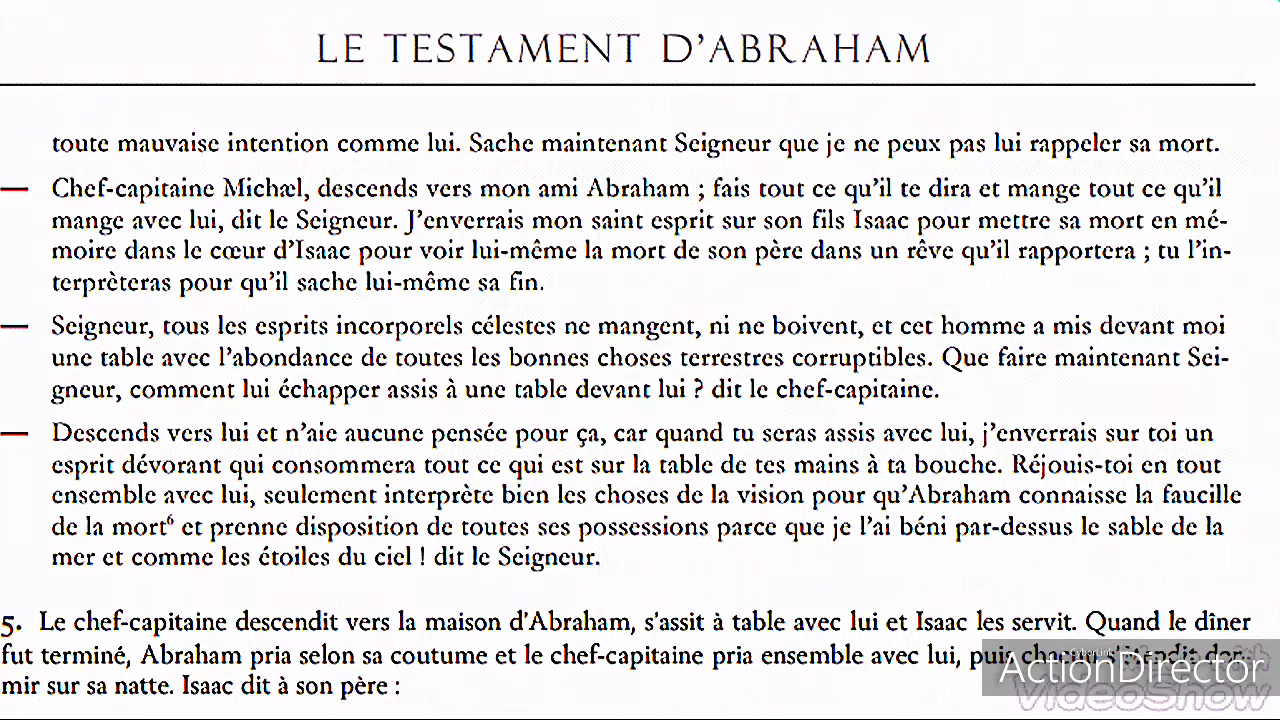 LE TESTAMENT D’ABRAHAM
toute mauvaise intention comme lui. Sache maintenant Seigneur que je ne peux pas lui rappeler sa mort.
— Chef-capitaine Michæl, descends vers mon ami Abraham ; fais tout ce qu’il te dira et mange tout ce qu’il
mange avec lui, dit le Seigneur. J’enverrais mon saint esprit sur son fils Isaac pour mettre sa mort en mé-
moire dans le cœur d’Isaac pour voir lui-même la mort de son père dans un rêve qu’il rapportera ; tu l’in-
terprèteras pour qu’il sache lui-même sa fin.
— Seigneur, tous les esprits incorporels célestes ne mangent, ni ne boivent, et cet homme a mis devant moi
une table avec l’abondance de toutes les bonnes choses terrestres corruptibles. Que faire maintenant Sei-
gneur, comment lui échapper assis à une table devant lui ? dit le chef-capitaine.
— Descends vers lui et n’aie aucune pensée pour ça, car quand tu seras assis avec lui, j’enverrais sur toi un
esprit dévorant qui consommera tout ce qui est sur la table de tes mains à ta bouche. Réjouis-toi en tout
ensemble avec lui, seulement interprète bien les choses de la vision pour qu’Abraham connaisse la faucille
de la mort⁶ et prenne disposition de toutes ses possessions parce que je l’ai béni par-dessus le sable de la
mer et comme les étoiles du ciel ! dit le Seigneur.
5. Le chef-capitaine descendit vers la maison d'Abraham, s'assit à table avec lui et Isaac les servit. Quand le dîner
fut terminé, Abraham pria selon sa coutume et le chef-capitaine pria ensemble avec lui, puis chacun s'étendit dor-
mir sur sa natte. Isaac dit à son père :
CyberLink
ActionDirector
VideoShow